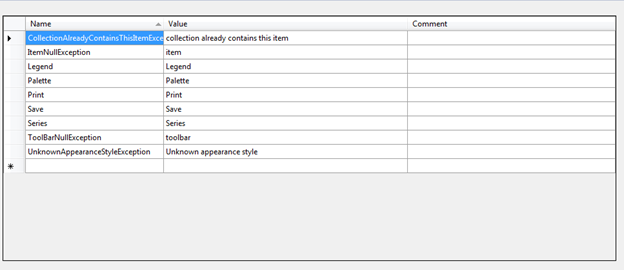 Name Value Comment
CollectionAlreadyContainsThisItemExce collection already contains this item
ItemNullException item
Legend Legend
Palette Palette
Print Print
Save Save
Series Series
ToolBarNullException toolbar
UnknownAppearanceStyleException Unknown appearance style